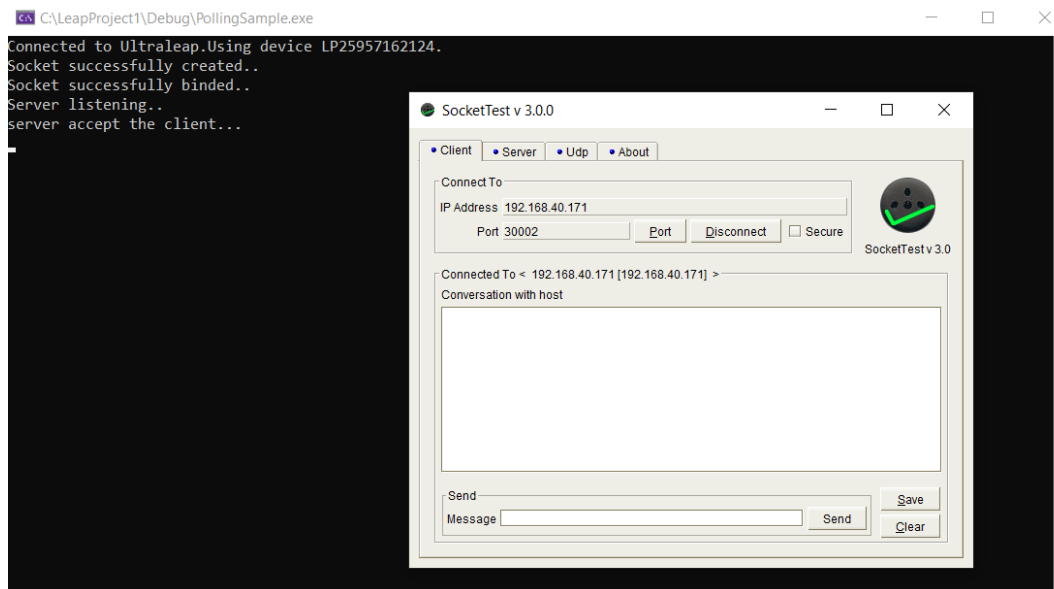 C:\LeapProject1\Debug\PollingSample.exe
Connected to Ultraleap.Using device LP25957162124.
Socket successfully created..
Socket successfully binded..
Server listening..
server accept the client...
SocketTest v 3.0.0
Client Server Udp About
Connect To
IP Address 192.168.40.171
Port 30002 Port Disconnect Secure
SocketTest v 3.0
Connected To < 192.168.40.171 [192.168.40.171] >
Conversation with host
Send
Message Send
Save
Clear